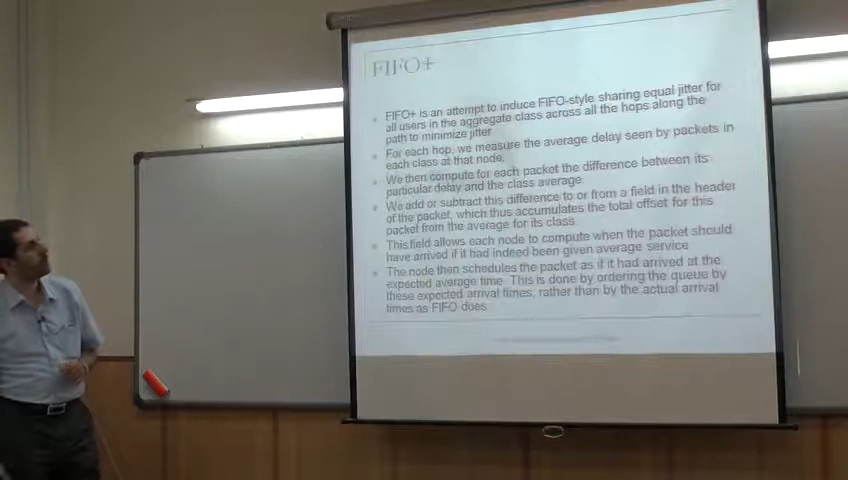 FIFO+
FIFO+ is an attempt to induce FIFO-style sharing equal jitter for
all users in the aggregate class across all the hops along the
path to minimize jitter
For each hop, we measure the average delay seen by packets in
each class at that node.
We then compute for each packet the difference between its
particular delay and the class average.
We add or subtract this difference to or from a field in the header
of the packet, which thus accumulates the total offset for this
packet from the average for its class.
This field allows each node to compute when the packet should
have arrived if it had indeed been given average service
The node then schedules the packet as if it had arrived at the
expected average time. This is done by ordering the queue by
these expected arrival times, rather than by the actual arrival
times as FIFO does